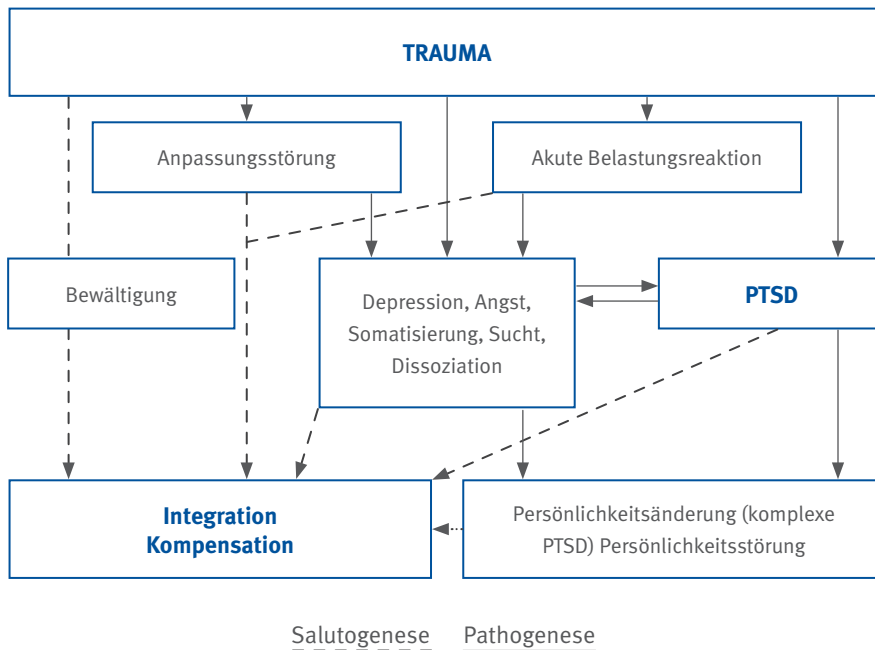 TRAUMA
Anpassungsstörung
Akute Belastungsreaktion
Bewältigung
Depression, Angst,
Somatisierung, Sucht,
Dissoziation
PTSD
Integration
Kompensation
Persönlichkeitsänderung (komplexe
PTSD) Persönlichkeitsstörung
Salutogenese Pathogenese